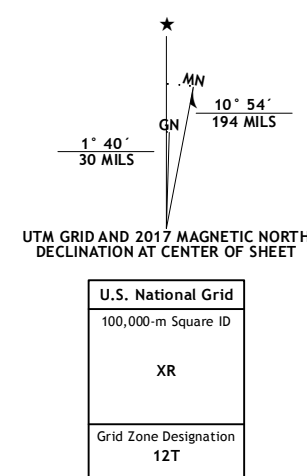 ★
MN
GN
10° 54´
194 MILS
1° 40´
30 MILS
UTM GRID AND 2017 MAGNETIC NORTH
DECLINATION AT CENTER OF SHEET
U.S. National Grid
100,000-m Square ID
XR
Grid Zone Designation
12T